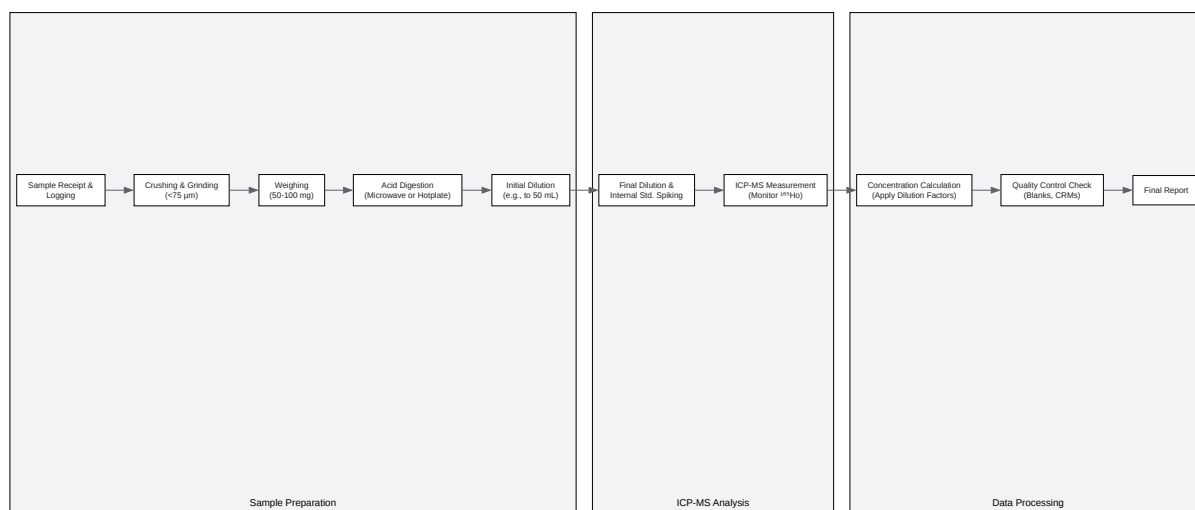 Sample Receipt &
Logging
Crushing & Grinding
(<75 µm)
Weighing
(50-100 mg)
Acid Digestion
(Microwave or Hotplate)
Initial Dilution
(e.g., to 50 mL)
Final Dilution &
Internal Std. Spiking
ICP-MS Measurement
(Monitor ¹⁶⁵Ho)
Concentration Calculation
(Apply Dilution Factors)
Quality Control Check
(Blanks, CRMs)
Final Report
Sample Preparation
ICP-MS Analysis
Data Processing